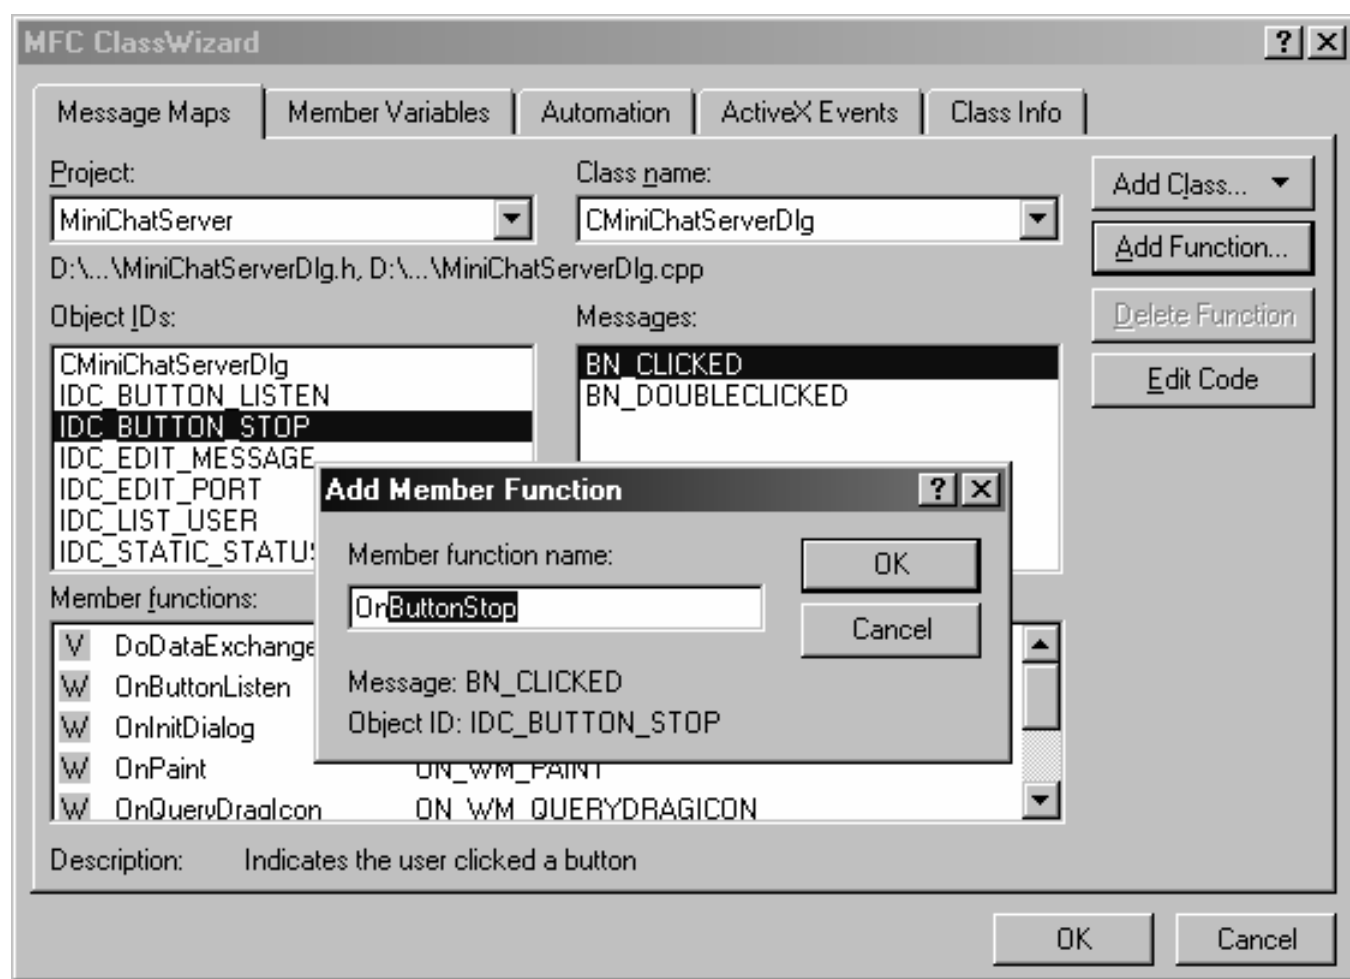 MFC ClassWizard
Message Maps Member Variables Automation ActiveX Events Class Info
Project: Class name:
MiniChatServer CMiniChatServerDlg
Add Class...
Add Function...
Delete Function
Edit Code
D:\...\MiniChatServerDlg.h, D:\...\MiniChatServerDlg.cpp
Object IDs: Messages:
CMiniChatServerDlg
IDC_BUTTON_LISTEN
IDC_BUTTON_STOP
IDC_EDIT_MESSAGE
IDC_EDIT_PORT
IDC_LIST_USER
IDC_STATIC_STATUS
BN_CLICKED
BN_DOUBLECLICKED
Add Member Function
Member function name:
OnButtonStop
OK
Cancel
Message: BN_CLICKED
Object ID: IDC_BUTTON_STOP
Member functions:
V DoDataExchange
W OnButtonListen
W OnInitDialog
W OnPaint ON_WM_PAINT
W OnQueryDragIcon ON_WM_QUERYDRAGICON
Description: Indicates the user clicked a button
OK Cancel